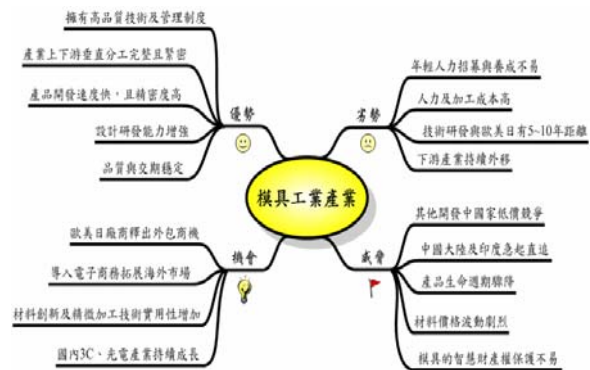 擁有高品質技術及管理制度
產業上下游垂直分工完整且緊密
產品開發速度快，且精密度高
設計研發能力增強
品質與交期穩定
優勢
年輕人力招募與養成不易
人力及加工成本高
技術研發與歐美日有5~10年距離
下游產業持續外移
劣勢
模具工業產業
歐美日廠商釋出外包商機
導入電子商務拓展海外市場
材料創新及精微加工技術實用性增加
國內3C、光電產業持續成長
機會
其他開發中國家低價競爭
中國大陸及印度急起直追
產品生命週期驟降
材料價格波動劇烈
模具的智慧財產權保護不易
威脅